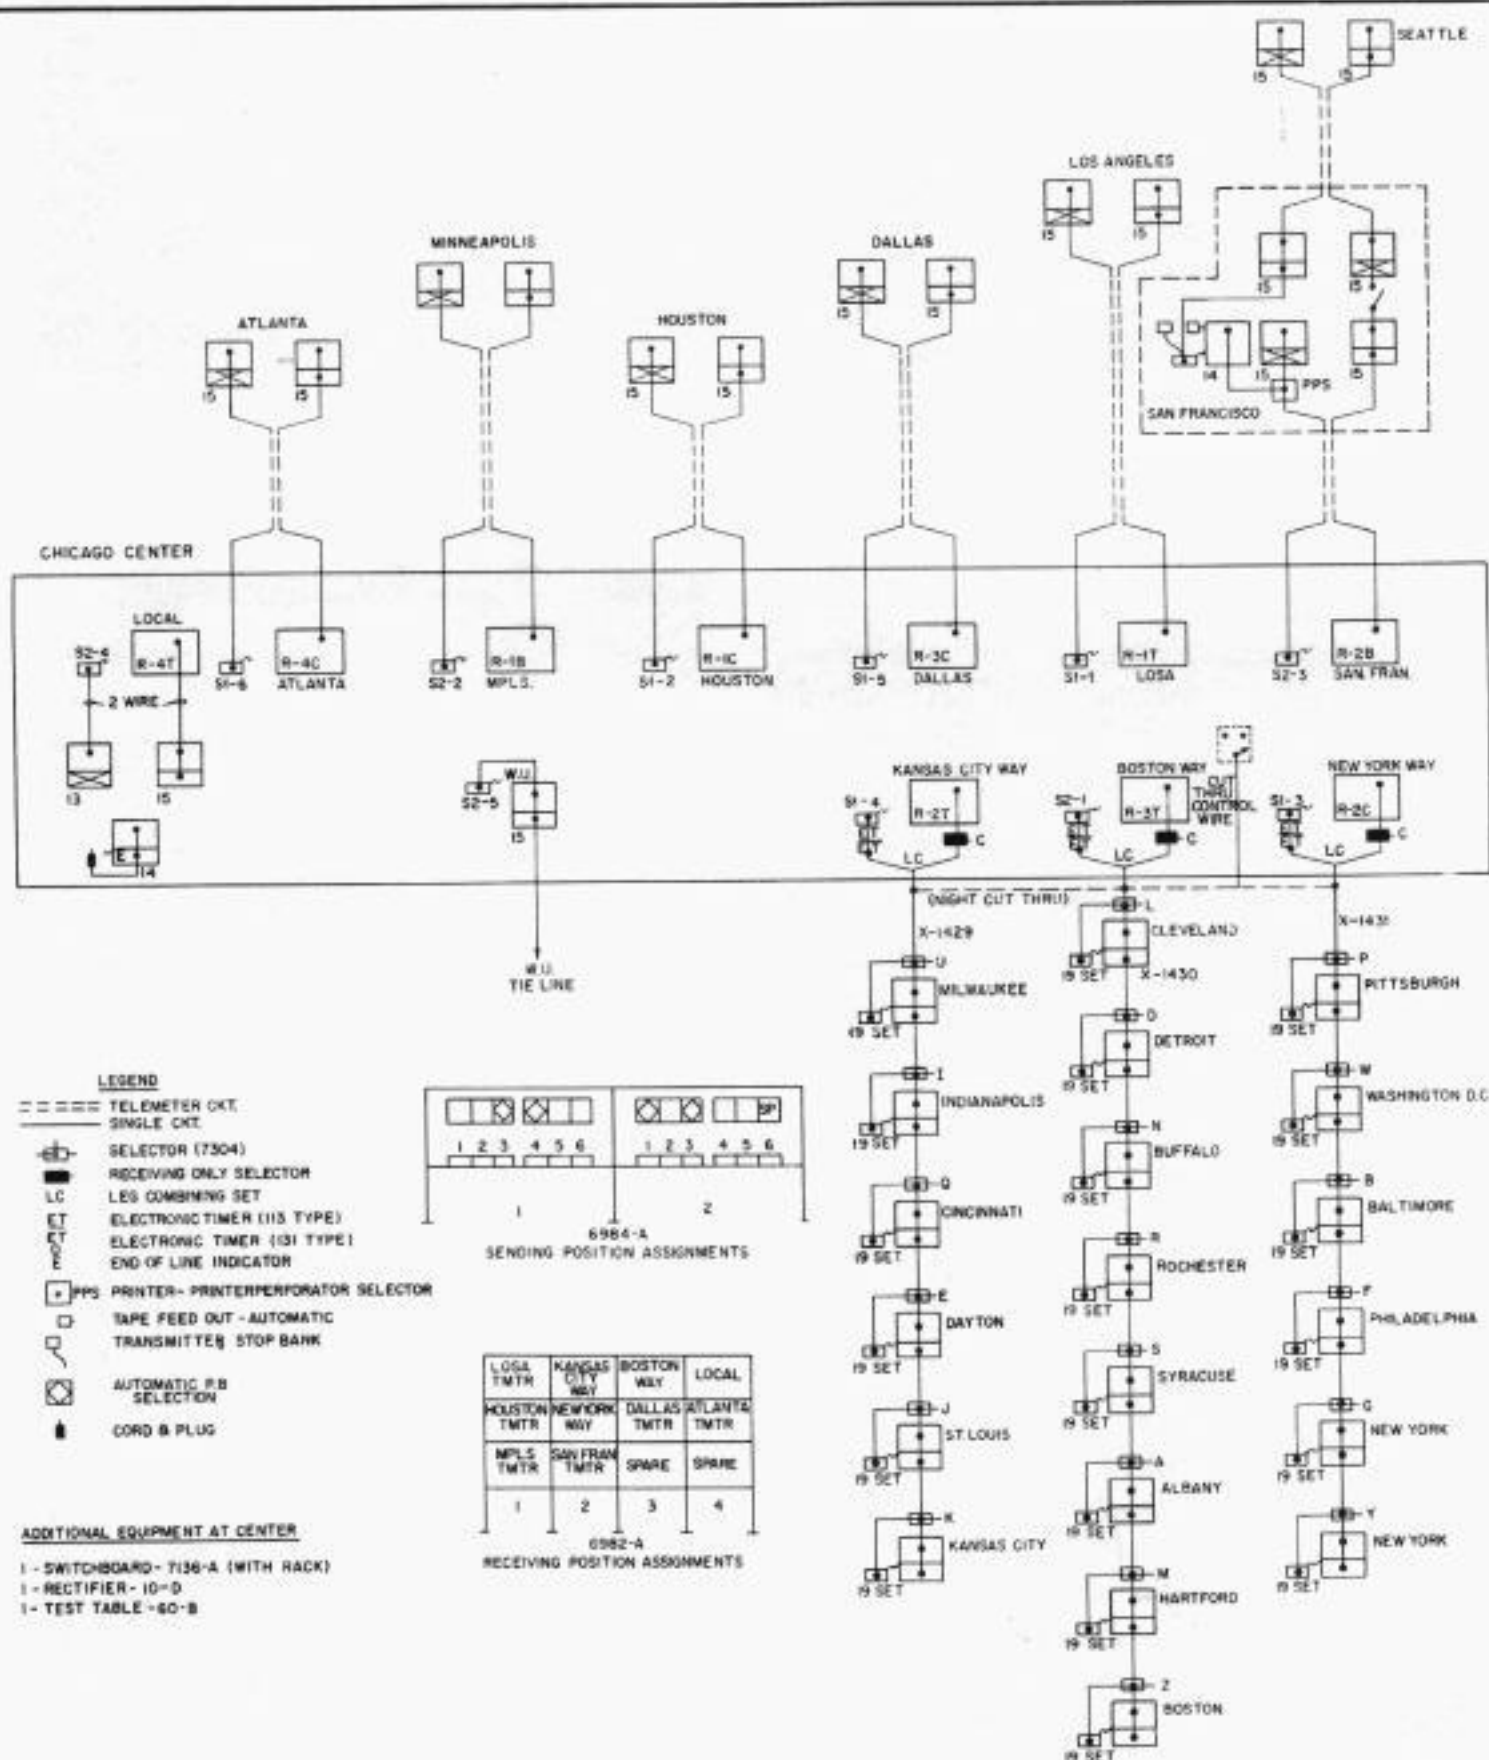 SEATTLE
15 15
LOS ANGELES
15 15
MINNEAPOLIS
DALLAS
15 15
15 15
ATLANTA
HOUSTON
15 15
15 15
14 15 PPS 15
SAN FRANCISCO
CHICAGO CENTER
LOCAL
S2-4
R-4T
S1-6
R-4C
ATLANTA
S2-2
R-1B
MPLS.
S1-2
R-1C
HOUSTON
S1-5
R-3C
DALLAS
S1-1
R-1T
LOSA
S2-3
R-2B
SAN. FRAN.
2 WIRE
13 15
E
14
W.U.
S2-5
15
KANSAS CITY WAY
S1-4
R-2T
ET
ET
C
LC
BOSTON WAY
S2-1
R-3T
ET
ET
C
LC
CUT
THRU
CONTROL
WIRE
NEW YORK WAY
S1-3
R-2C
ET
ET
C
LC
(NIGHT CUT THRU)
W.U.
TIE LINE
X-1429
U
MILWAUKEE
19 SET
I
INDIANAPOLIS
19 SET
Q
CINCINNATI
19 SET
E
DAYTON
19 SET
J
ST. LOUIS
19 SET
K
KANSAS CITY
19 SET
L
CLEVELAND
19 SET
X-1430
D
DETROIT
19 SET
N
BUFFALO
19 SET
R
ROCHESTER
19 SET
S
SYRACUSE
19 SET
A
ALBANY
19 SET
M
HARTFORD
19 SET
Z
BOSTON
19 SET
X-1431
P
PITTSBURGH
19 SET
W
WASHINGTON D.C.
19 SET
B
BALTIMORE
19 SET
F
PHILADELPHIA
19 SET
G
NEW YORK
19 SET
Y
NEW YORK
19 SET
LEGEND
TELEMETER CKT.
SINGLE CKT.
SELECTOR (7304)
RECEIVING ONLY SELECTOR
LC LEG COMBINING SET
ET ELECTRONIC TIMER (113 TYPE)
ET ELECTRONIC TIMER (131 TYPE)
E END OF LINE INDICATOR
PPS PRINTER-PRINTERPERFORATOR SELECTOR
TAPE FEED OUT - AUTOMATIC
TRANSMITTER STOP BANK
AUTOMATIC P.B
SELECTION
CORD & PLUG
SP
1 2 3 4 5 6 1 2 3 4 5 6
1 2
6984-A
SENDING POSITION ASSIGNMENTS
LOSA TMTR KANSAS CITY WAY BOSTON WAY LOCAL
HOUSTON TMTR NEW YORK WAY DALLAS TMTR ATLANTA TMTR
MPLS TMTR SAN FRAN TMTR SPARE SPARE
1 2 3 4
6982-A
RECEIVING POSITION ASSIGNMENTS
ADDITIONAL EQUIPMENT AT CENTER
1 - SWITCHBOARD - 7136-A (WITH RACK)
1 - RECTIFIER - 10-D
1 - TEST TABLE - 60-B